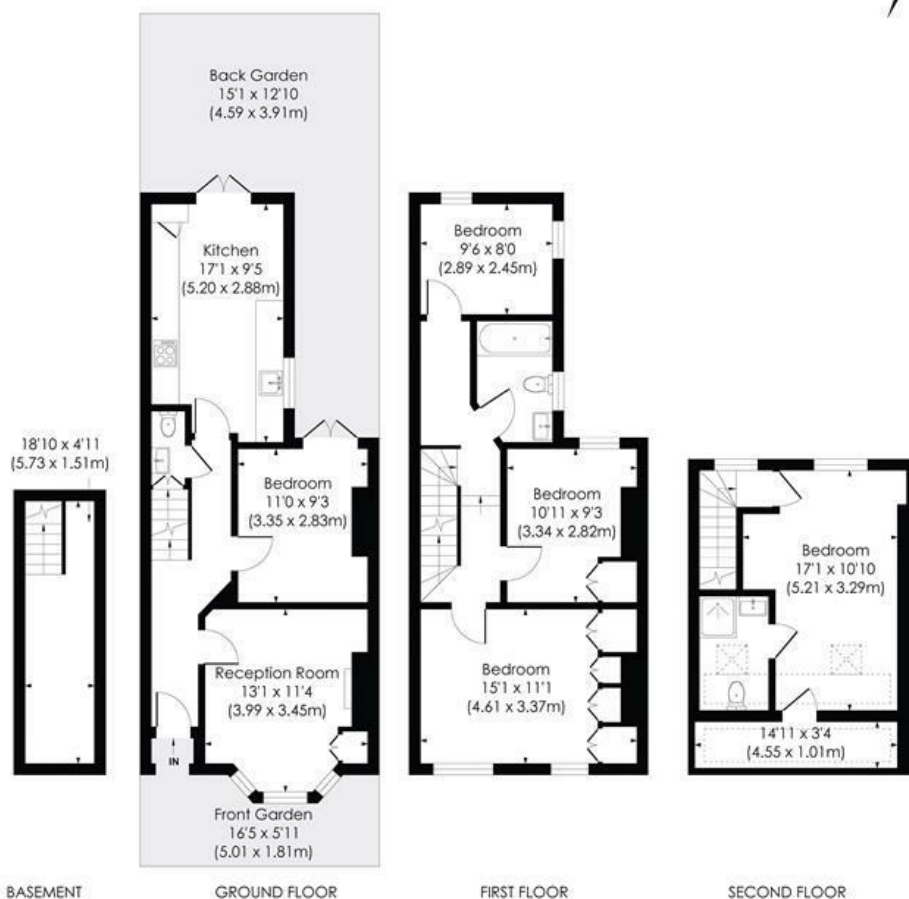 Back Garden
15'1 x 12'10
(4.59 x 3.91m)
Kitchen
17'1 x 9'5
(5.20 x 2.88m)
Bedroom
9'6 x 8'0
(2.89 x 2.45m)
18'10 x 4'11
(5.73 x 1.51m)
Bedroom
11'0 x 9'3
(3.35 x 2.83m)
Bedroom
10'11 x 9'3
(3.34 x 2.82m)
Bedroom
17'1 x 10'10
(5.21 x 3.29m)
Reception Room
13'1 x 11'4
(3.99 x 3.45m)
Bedroom
15'1 x 11'1
(4.61 x 3.37m)
14'11 x 3'4
(4.55 x 1.01m)
IN
Front Garden
16'5 x 5'11
(5.01 x 1.81m)
BASEMENT
GROUND FLOOR
FIRST FLOOR
SECOND FLOOR